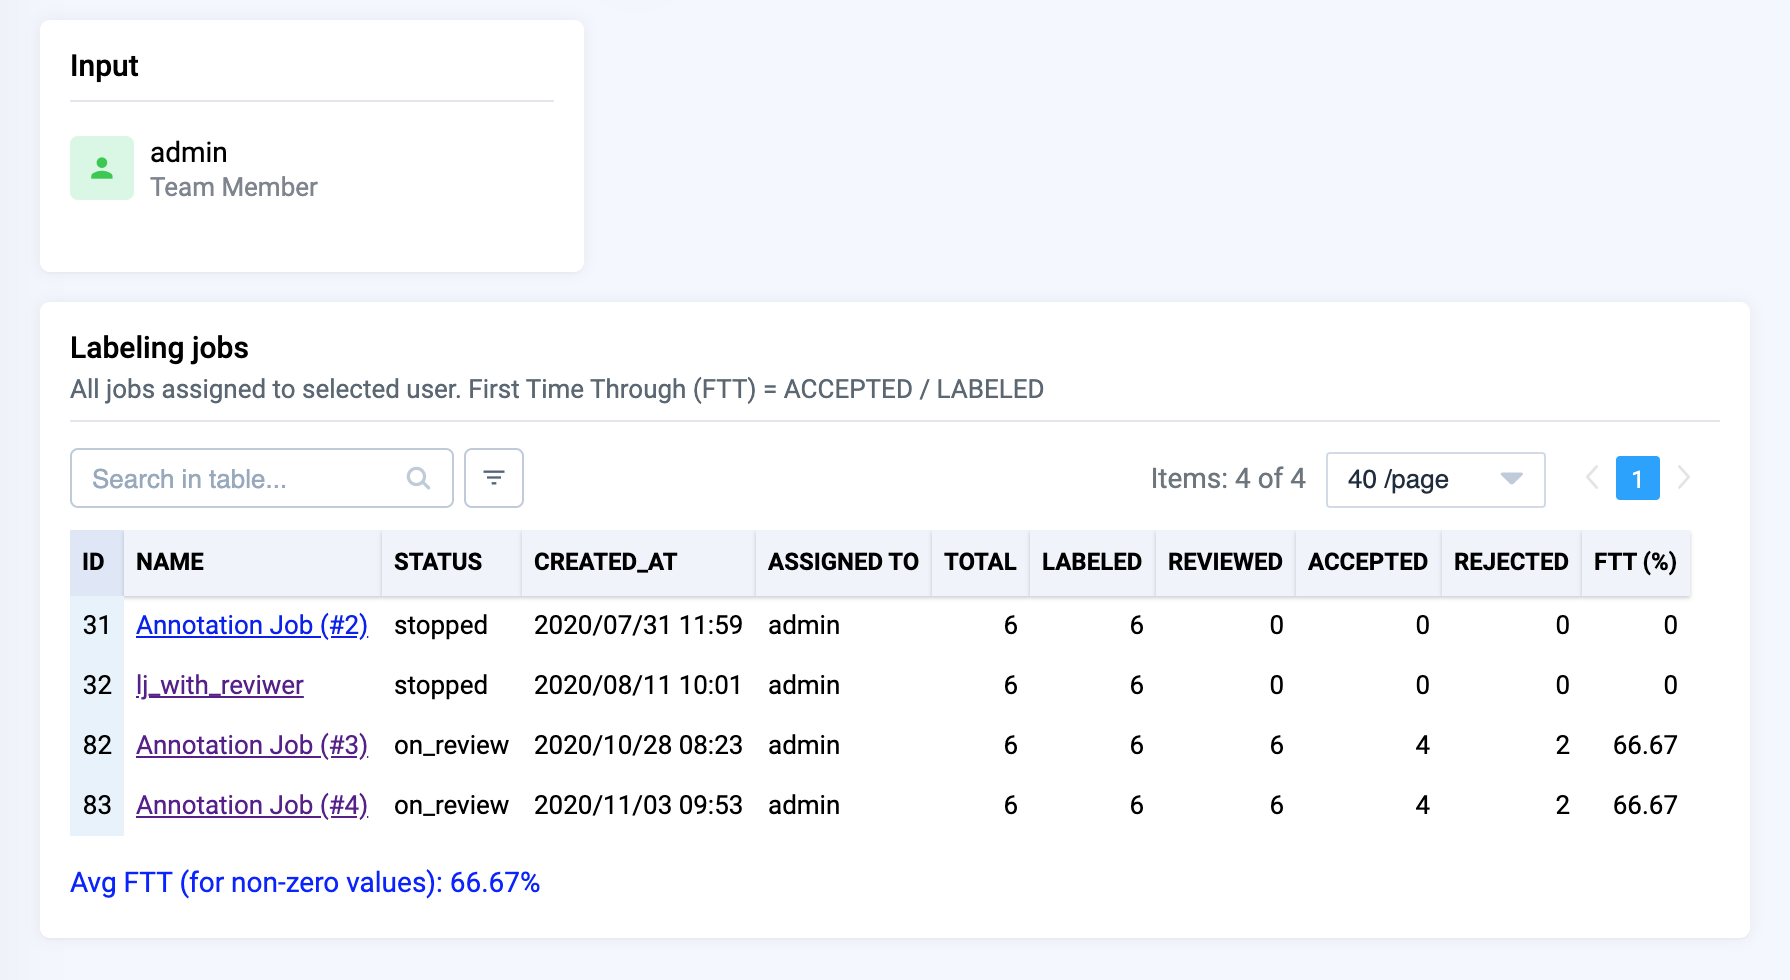 Input
admin
Team Member
Labeling jobs
All jobs assigned to selected user. First Time Through (FTT) = ACCEPTED / LABELED
Search in table... Items: 4 of 4 40 /page 1
ID NAME STATUS CREATED_AT ASSIGNED TO TOTAL LABELED REVIEWED ACCEPTED REJECTED FTT (%)
31 Annotation Job (#2) stopped 2020/07/31 11:59 admin 6 6 0 0 0 0
32 lj_with_reviwer stopped 2020/08/11 10:01 admin 6 6 0 0 0 0
82 Annotation Job (#3) on_review 2020/10/28 08:23 admin 6 6 6 4 2 66.67
83 Annotation Job (#4) on_review 2020/11/03 09:53 admin 6 6 6 4 2 66.67
Avg FTT (for non-zero values): 66.67%